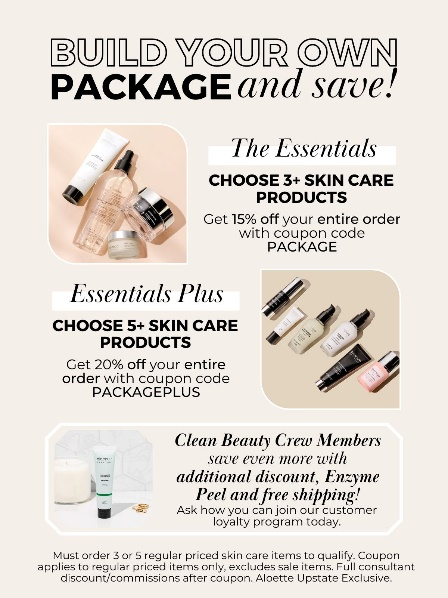 BUILD YOUR OWN
PACKAGE and save!
The Essentials
CHOOSE 3+ SKIN CARE
PRODUCTS
Get 15% off your entire order
with coupon code
PACKAGE
Essentials Plus
CHOOSE 5+ SKIN CARE
PRODUCTS
Get 20% off your entire
order with coupon code
PACKAGEPLUS
Clean Beauty Crew Members
save even more with
additional discount, Enzyme
Peel and free shipping!
Ask how you can join our customer
loyalty program today.
Must order 3 or 5 regular priced skin care items to qualify. Coupon
applies to regular priced items only, excludes sale items. Full consultant
discount/commissions after coupon. Aloette Upstate Exclusive.